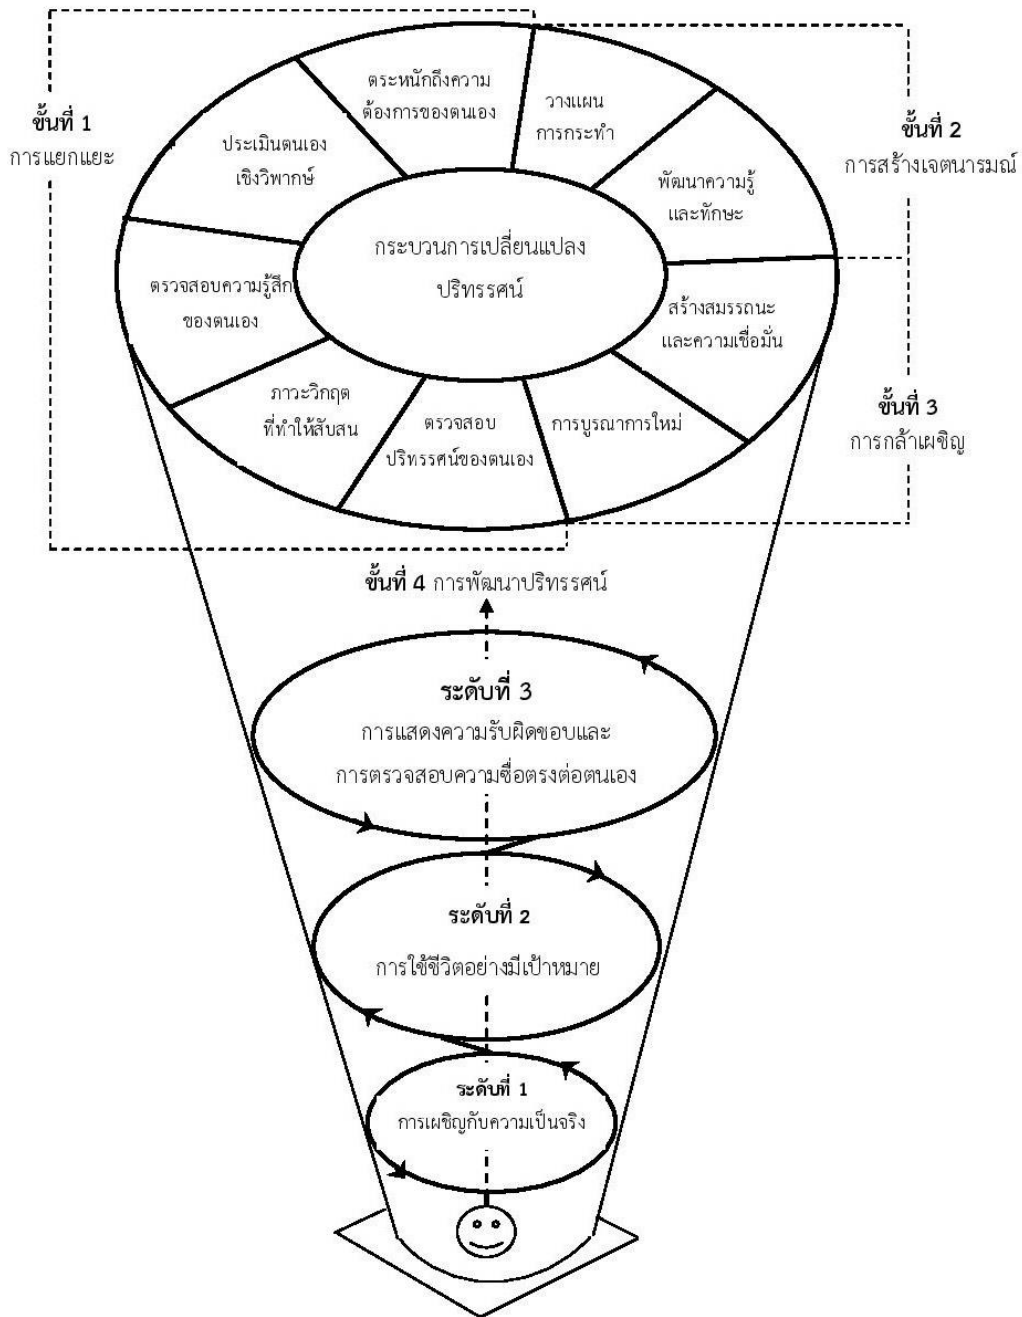 ขั้นที่ 1
การแยกแยะ
ตระหนักถึงความ
ต้องการของตนเอง
วางแผน
การกระทำ
ขั้นที่ 2
การสร้างเจตนารมณ์
ประเมินตนเอง
เชิงวิพากษ์
พัฒนาความรู้
และทักษะ
กระบวนการเปลี่ยนแปลง
ปริทรรศน์
ตรวจสอบความรู้สึก
ของตนเอง
สร้างสมรรถนะ
และความเชื่อมั่น
ภาวะวิกฤต
ที่ทำให้สับสน
ตรวจสอบ
ปริทรรศน์ของตนเอง
การบูรณาการใหม่
ขั้นที่ 3
การกล้าเผชิญ
ขั้นที่ 4 การพัฒนาปริทรรศน์
ระดับที่ 3
การแสดงความรับผิดชอบและ
การตรวจสอบความซื่อตรงต่อตนเอง
ระดับที่ 2
การใช้ชีวิตอย่างมีเป้าหมาย
ระดับที่ 1
การเผชิญกับความเป็นจริง